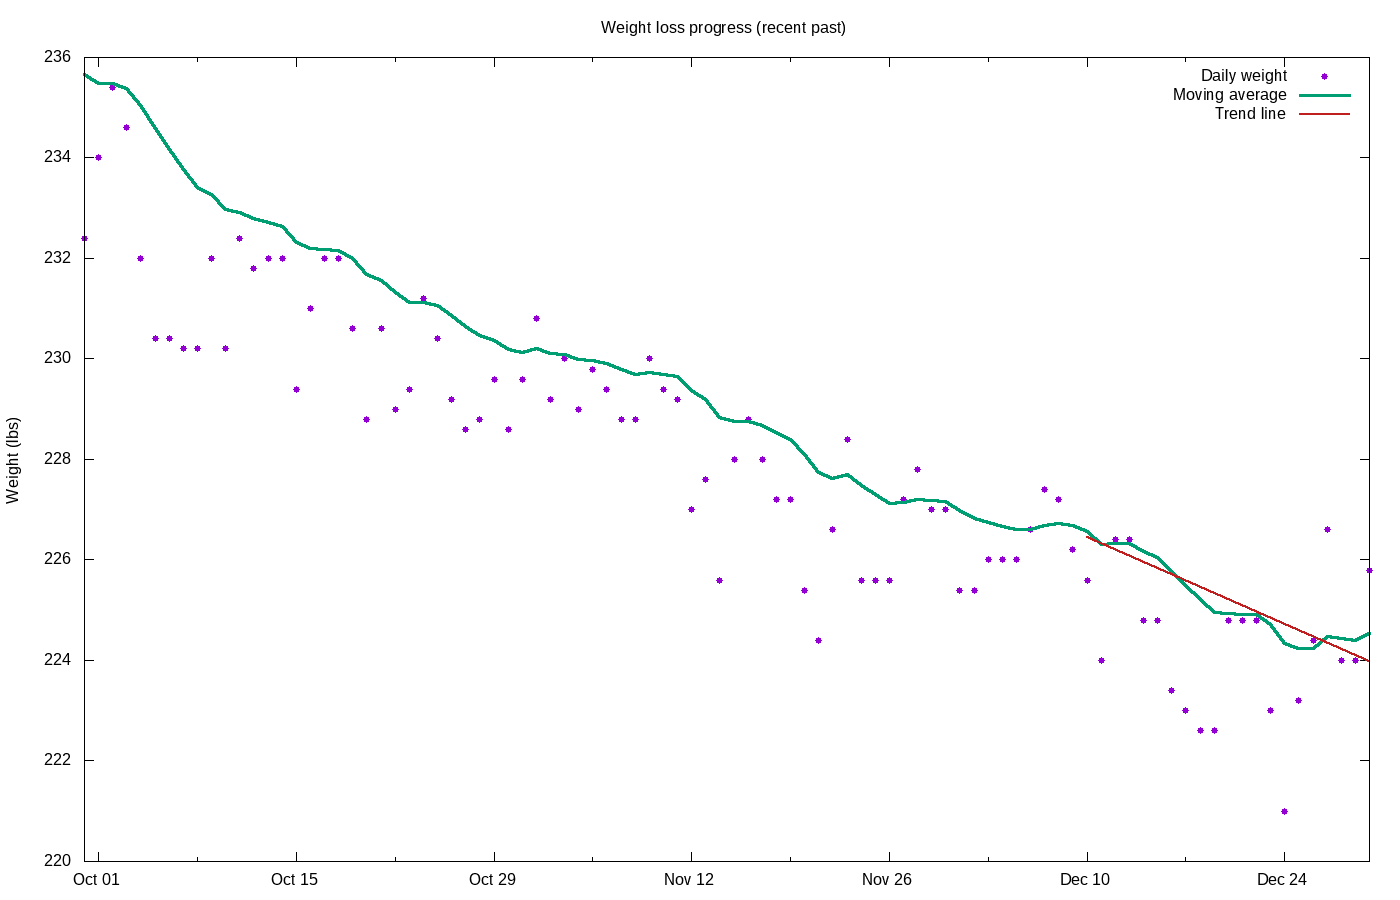 Weight loss progress (recent past)
Daily weight
Moving average
Trend line
Weight (lbs)
236
234
232
230
228
226
224
222
220
Oct 01 Oct 15 Oct 29 Nov 12 Nov 26 Dec 10 Dec 24